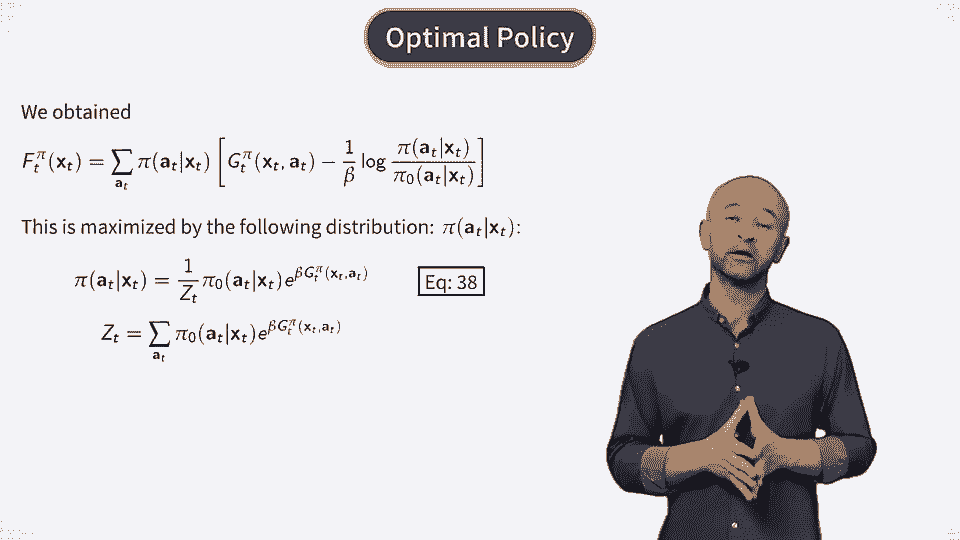 Optimal Policy
We obtained
$F_t^{\pi}(\mathbf{x}_t) = \sum_{\mathbf{a}_t} \pi(\mathbf{a}_t|\mathbf{x}_t) \left[ G_t^{\pi}(\mathbf{x}_t, \mathbf{a}_t) - \frac{1}{\beta} \log \frac{\pi(\mathbf{a}_t|\mathbf{x}_t)}{\pi_0(\mathbf{a}_t|\mathbf{x}_t)} \right]$
This is maximized by the following distribution: $\pi(\mathbf{a}_t|\mathbf{x}_t)$:
$\pi(\mathbf{a}_t|\mathbf{x}_t) = \frac{1}{Z_t} \pi_0(\mathbf{a}_t|\mathbf{x}_t) e^{\beta G_t^{\pi}(\mathbf{x}_t, \mathbf{a}_t)}$ Eq: 38
$Z_t = \sum_{\mathbf{a}_t} \pi_0(\mathbf{a}_t|\mathbf{x}_t) e^{\beta G_t^{\pi}(\mathbf{x}_t, \mathbf{a}_t)}$